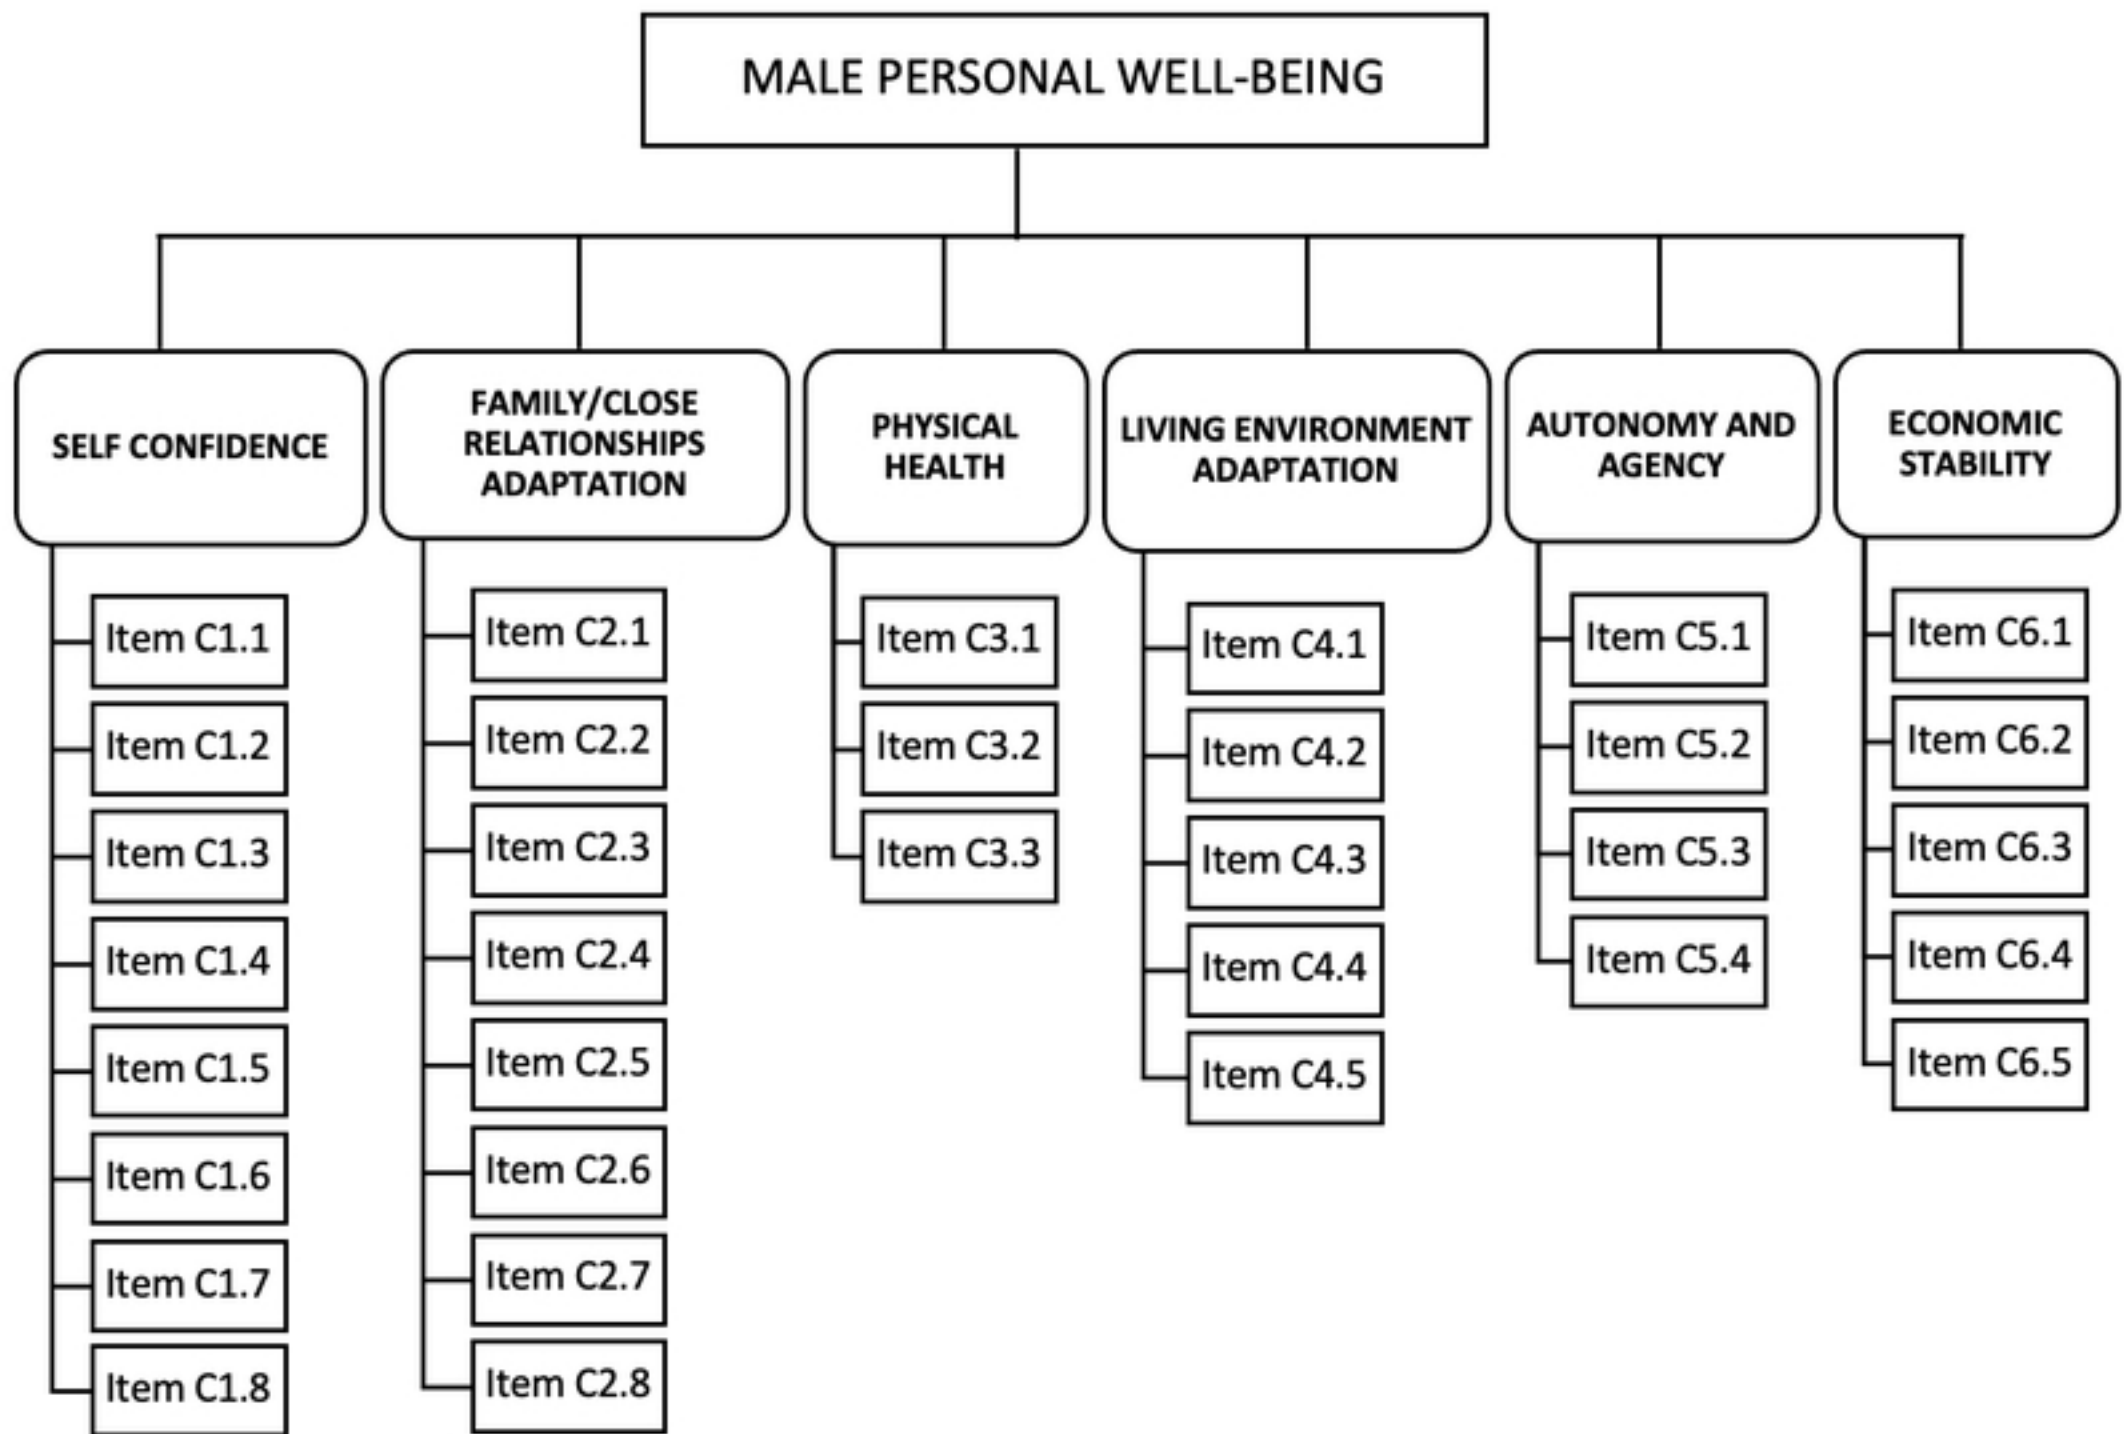 MALE PERSONAL WELL-BEING
SELF CONFIDENCE
Item C1.1
Item C1.2
Item C1.3
Item C1.4
Item C1.5
Item C1.6
Item C1.7
Item C1.8
FAMILY/CLOSE
RELATIONSHIPS
ADAPTATION
Item C2.1
Item C2.2
Item C2.3
Item C2.4
Item C2.5
Item C2.6
Item C2.7
Item C2.8
PHYSICAL
HEALTH
Item C3.1
Item C3.2
Item C3.3
LIVING ENVIRONMENT
ADAPTATION
Item C4.1
Item C4.2
Item C4.3
Item C4.4
Item C4.5
AUTONOMY AND
AGENCY
Item C5.1
Item C5.2
Item C5.3
Item C5.4
ECONOMIC
STABILITY
Item C6.1
Item C6.2
Item C6.3
Item C6.4
Item C6.5